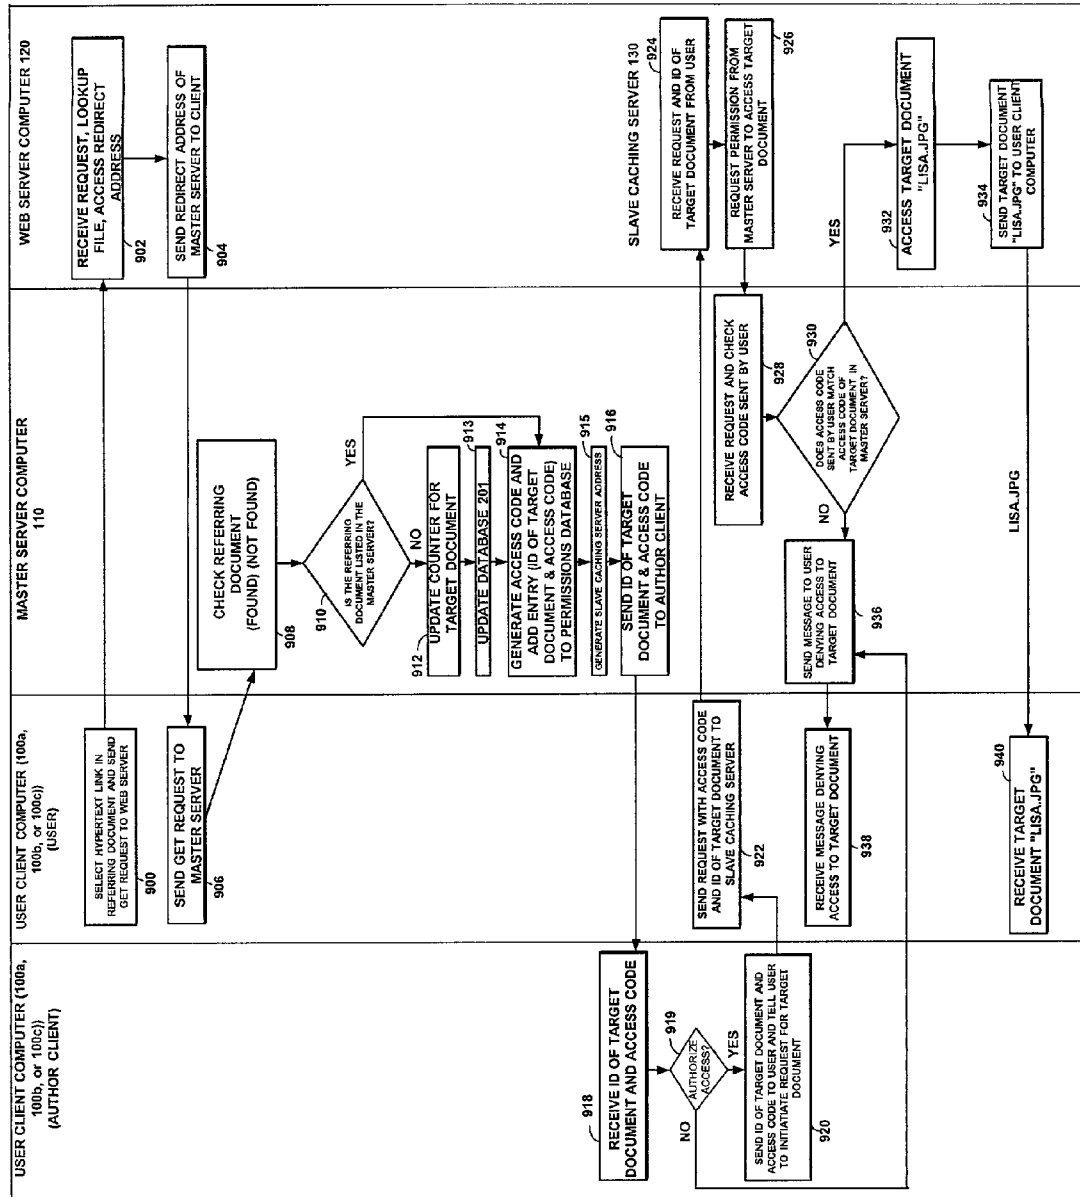 USER CLIENT COMPUTER (100a,
100b, or 100c))
(AUTHOR CLIENT)
USER CLIENT COMPUTER (100a,
100b, or 100c))
(USER)
MASTER SERVER COMPUTER
110
WEB SERVER COMPUTER 120
SELECT HYPERTEXT LINK IN
REFERRING DOCUMENT AND SEND
GET REQUEST TO WEB SERVER
900
RECEIVE REQUEST, LOOKUP
FILE, ACCESS REDIRECT
ADDRESS
902
SEND REDIRECT ADDRESS OF
MASTER SERVER TO CLIENT
904
SEND GET REQUEST TO
MASTER SERVER
906
CHECK REFERRING
DOCUMENT
(FOUND) (NOT FOUND)
908
IS THE REFERRING
DOCUMENT LISTED IN THE
MASTER SERVER?
910
YES
NO
UPDATE COUNTER FOR
TARGET DOCUMENT
912
UPDATE DATABASE 201
913
GENERATE ACCESS CODE AND
ADD ENTRY (ID OF TARGET
DOCUMENT & ACCESS CODE)
TO PERMISSIONS DATABASE
914
GENERATE SLAVE CACHING SERVER ADDRESS
915
SEND ID OF TARGET
DOCUMENT & ACCESS CODE
TO AUTHOR CLIENT
916
RECEIVE ID OF TARGET
DOCUMENT AND ACCESS CODE
918
AUTHORIZE
ACCESS?
919
NO
YES
SEND ID OF TARGET DOCUMENT AND
ACCESS CODE TO USER AND TELL USER
TO INITIATIATE REQUEST FOR TARGET
DOCUMENT
920
SEND REQUEST WITH ACCESS CODE
AND ID OF TARGET DOCUMENT TO
SLAVE CACHING SERVER
922
SLAVE CACHING SERVER 130
RECEIVE REQUEST AND ID OF
TARGET DOCUMENT FROM USER
924
REQUEST PERMISSION FROM
MASTER SERVER TO ACCESS TARGET
DOCUMENT
926
RECEIVE REQUEST AND CHECK
ACCESS CODE SENT BY USER
928
DOES ACCESS CODE
SENT BY USER MATCH
ACCESS CODE OF
TARGET DOCUMENT IN
MASTER SERVER?
930
YES
NO
ACCESS TARGET DOCUMENT
"LISA.JPG"
932
SEND TARGET DOCUMENT
"LISA.JPG" TO USER CLIENT
COMPUTER
934
SEND MESSAGE TO USER
DENYING ACCESS TO
TARGET DOCUMENT
936
RECEIVE MESSAGE DENYING
ACCESS TO TARGET DOCUMENT
938
LISA.JPG
RECEIVE TARGET
DOCUMENT "LISA.JPG"
940